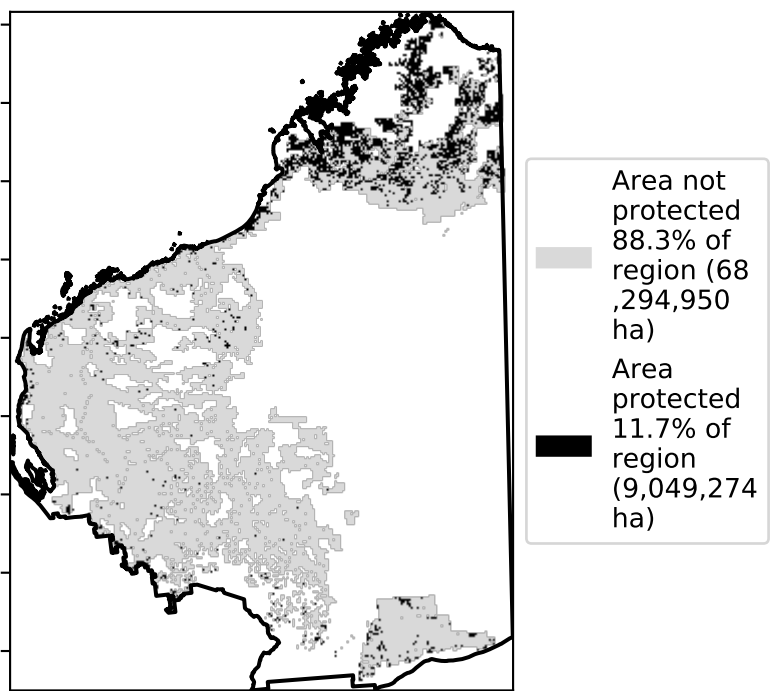 Area not
protected
88.3% of
region (68
,294,950
ha)
Area
protected
11.7% of
region
(9,049,274
ha)